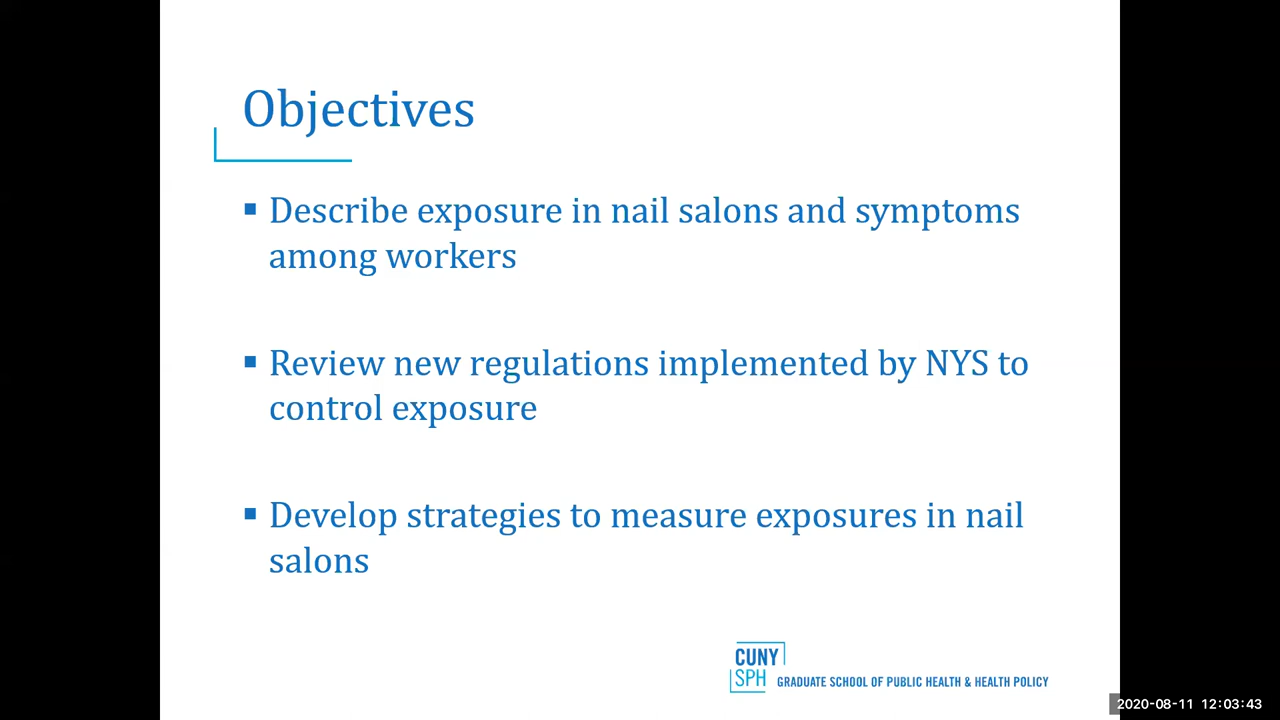 Objectives
▪ Describe exposure in nail salons and symptoms
among workers
▪ Review new regulations implemented by NYS to
control exposure
▪ Develop strategies to measure exposures in nail
salons
CUNY
SPH GRADUATE SCHOOL OF PUBLIC HEALTH & HEALTH POLICY
2020-08-11 12:03:43